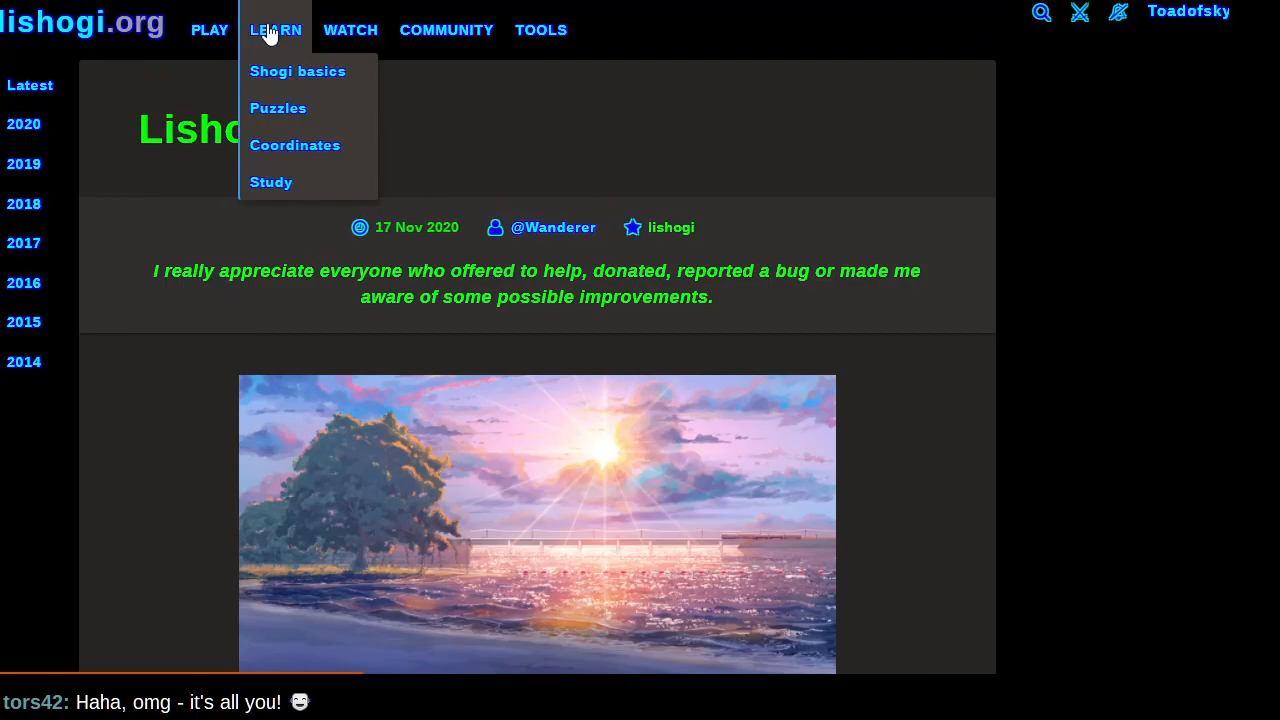 lishogi.org
PLAY LEARN WATCH COMMUNITY TOOLS
Toadofsky
Shogi basics
Puzzles
Coordinates
Study
Latest
2020
2019
2018
2017
2016
2015
2014
Lisho
17 Nov 2020 @Wanderer lishogi
I really appreciate everyone who offered to help, donated, reported a bug or made me
aware of some possible improvements.
tors42: Haha, omg - it's all you!